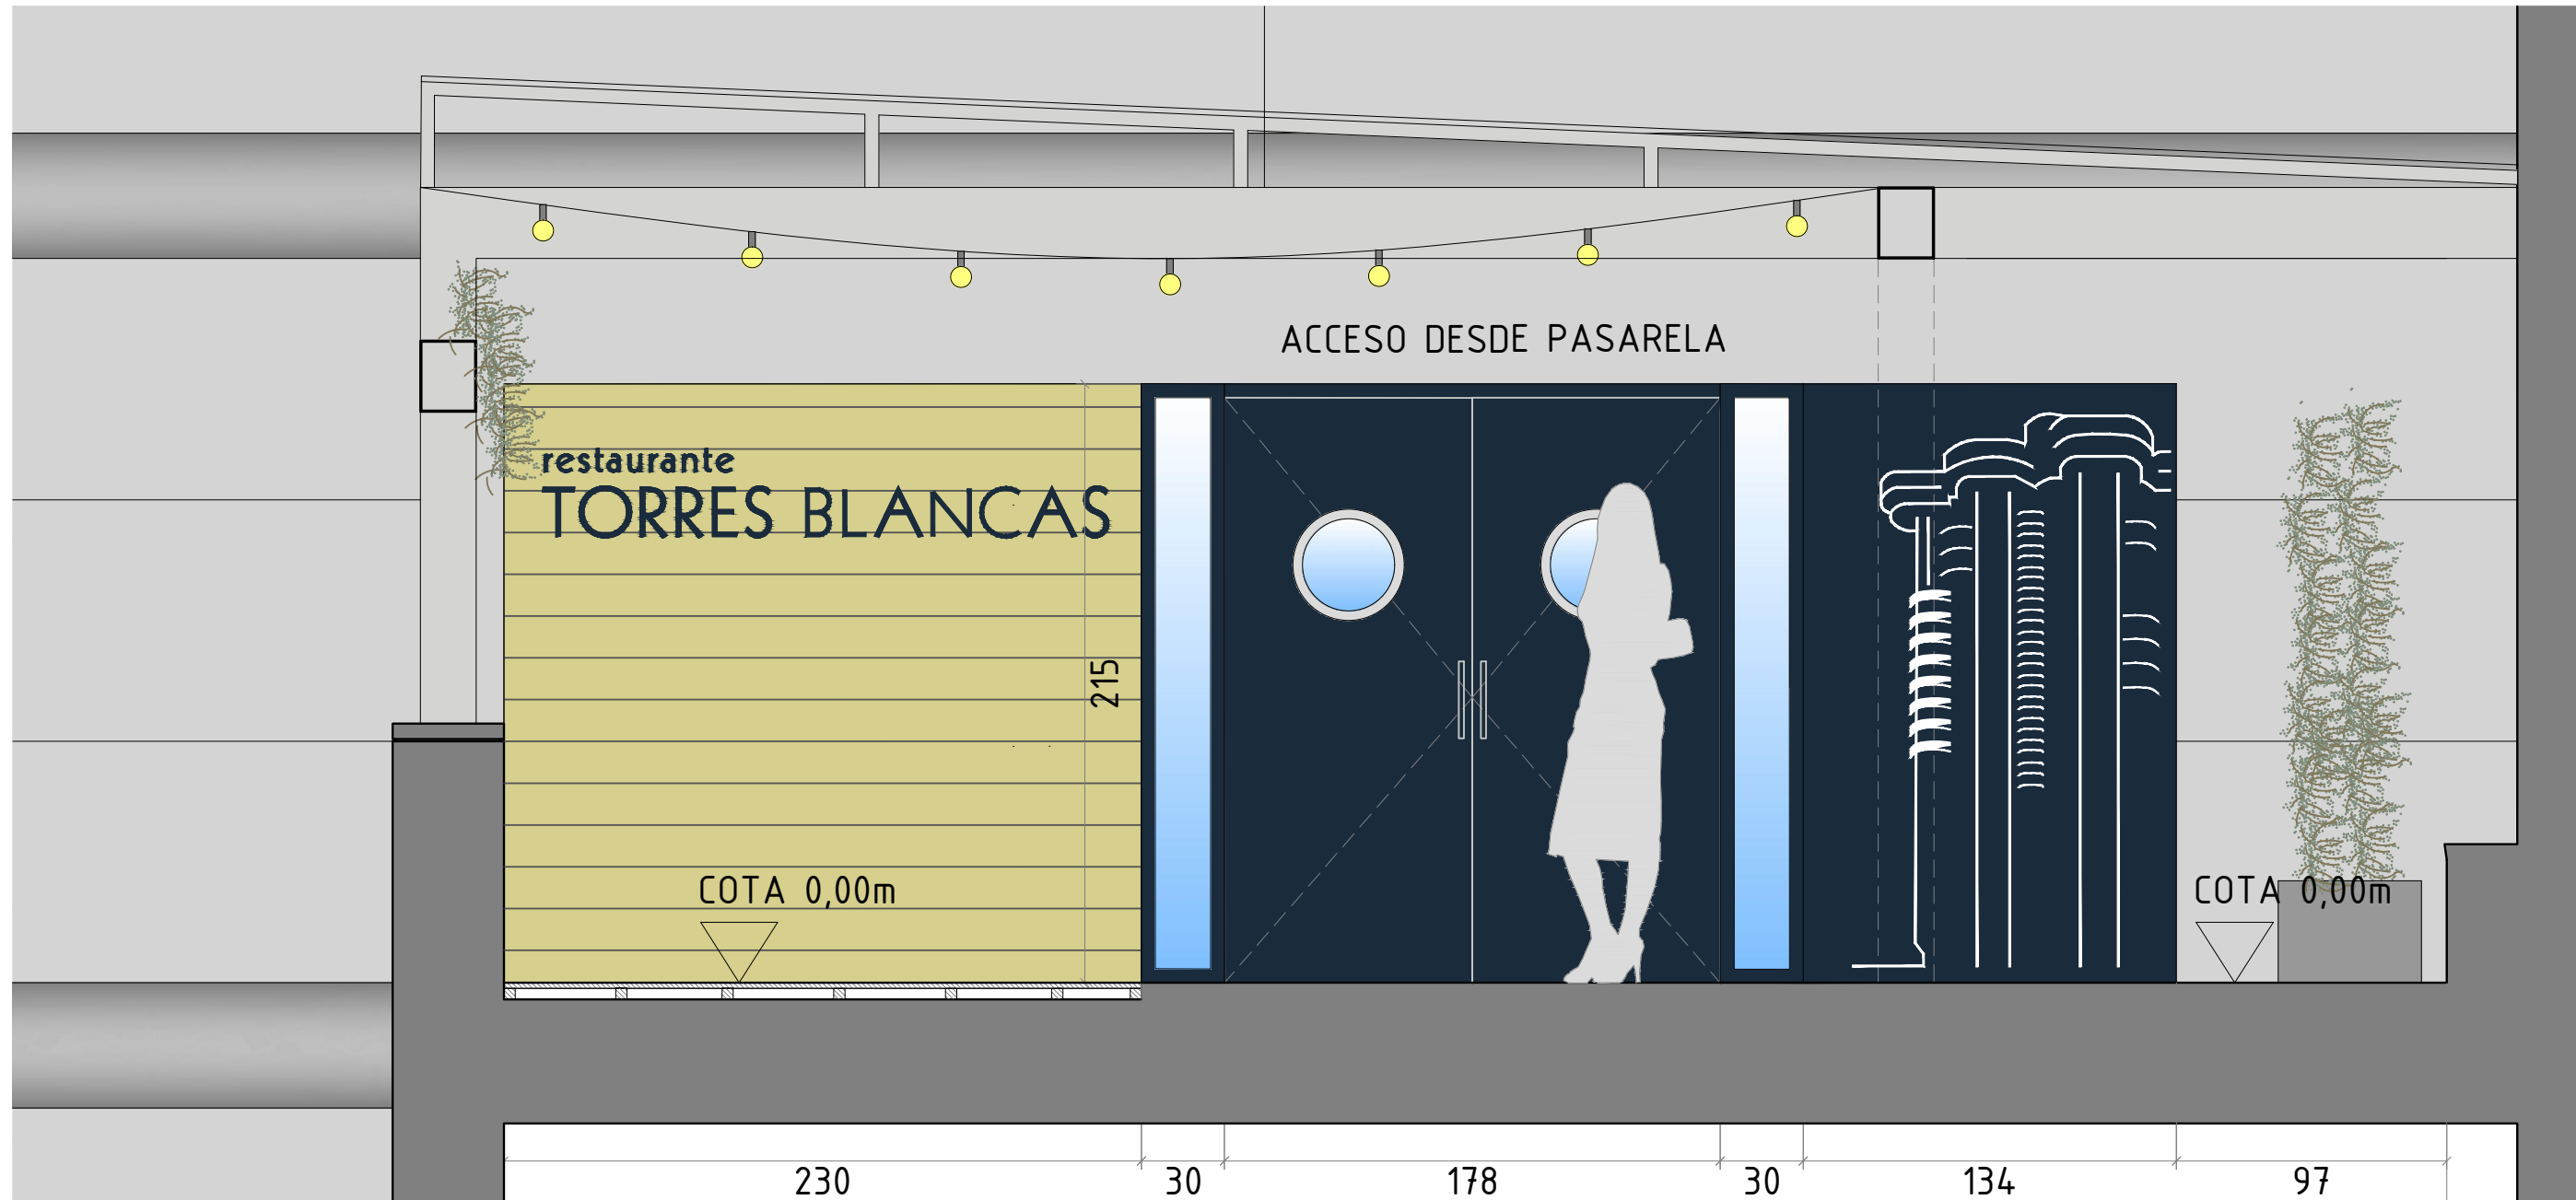 ACCESO DESDE PASARELA
restaurante
TORRES BLANCAS
215
COTA 0,00m
COTA 0,00m
230 30 178 30 134 97